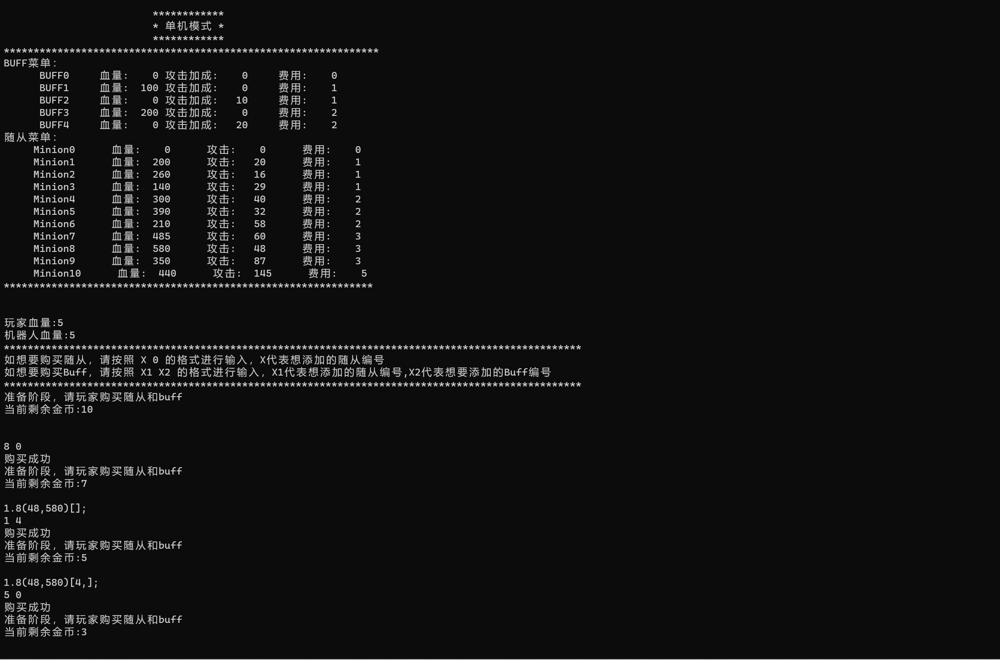 ************
* 单机模式 *
************
***************************************************************
BUFF菜单:
BUFF0 血量: 0 攻击加成: 0 费用: 0
BUFF1 血量: 100 攻击加成: 0 费用: 1
BUFF2 血量: 0 攻击加成: 10 费用: 1
BUFF3 血量: 200 攻击加成: 0 费用: 2
BUFF4 血量: 0 攻击加成: 20 费用: 2
随从菜单:
Minion0 血量: 0 攻击: 0 费用: 0
Minion1 血量: 200 攻击: 20 费用: 1
Minion2 血量: 260 攻击: 16 费用: 1
Minion3 血量: 140 攻击: 29 费用: 1
Minion4 血量: 300 攻击: 40 费用: 2
Minion5 血量: 390 攻击: 32 费用: 2
Minion6 血量: 210 攻击: 58 费用: 2
Minion7 血量: 485 攻击: 60 费用: 3
Minion8 血量: 580 攻击: 48 费用: 3
Minion9 血量: 350 攻击: 87 费用: 3
Minion10 血量: 440 攻击: 145 费用: 5
**************************************************************
玩家血量:5
机器人血量:5
*************************************************************************************************
如想要购买随从，请按照 X 0 的格式进行输入，X代表想添加的随从编号
如想要购买Buff，请按照 X1 X2 的格式进行输入，X1代表想添加的随从编号,X2代表想要添加的Buff编号
*************************************************************************************************
准备阶段，请玩家购买随从和buff
当前剩余金币:10
8 0
购买成功
准备阶段，请玩家购买随从和buff
当前剩余金币:7
1.8(48,580)[];
1 4
购买成功
准备阶段，请玩家购买随从和buff
当前剩余金币:5
1.8(48,580)[4,];
5 0
购买成功
准备阶段，请玩家购买随从和buff
当前剩余金币:3